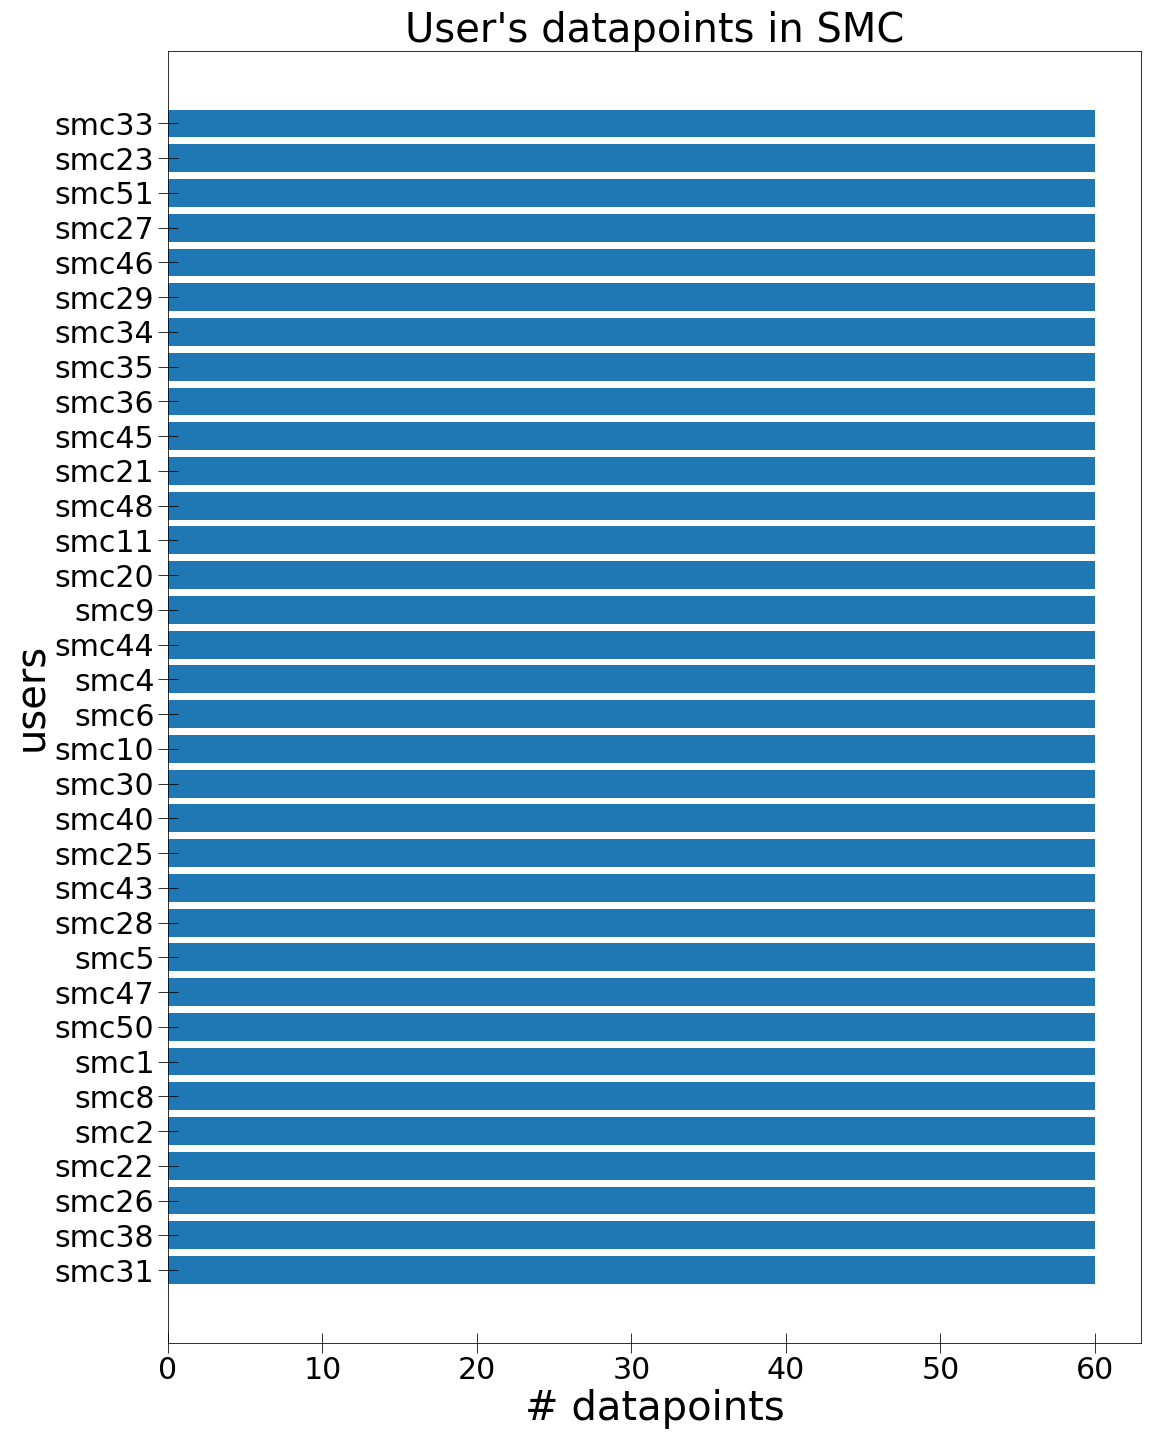 User's datapoints in SMC
smc33
smc23
smc51
smc27
smc46
smc29
smc34
smc35
smc36
smc45
smc21
smc48
smc11
smc20
smc9
smc44
smc4
smc6
smc10
smc30
smc40
smc25
smc43
smc28
smc5
smc47
smc50
smc1
smc8
smc2
smc22
smc26
smc38
smc31
users
0 10 20 30 40 50 60
# datapoints